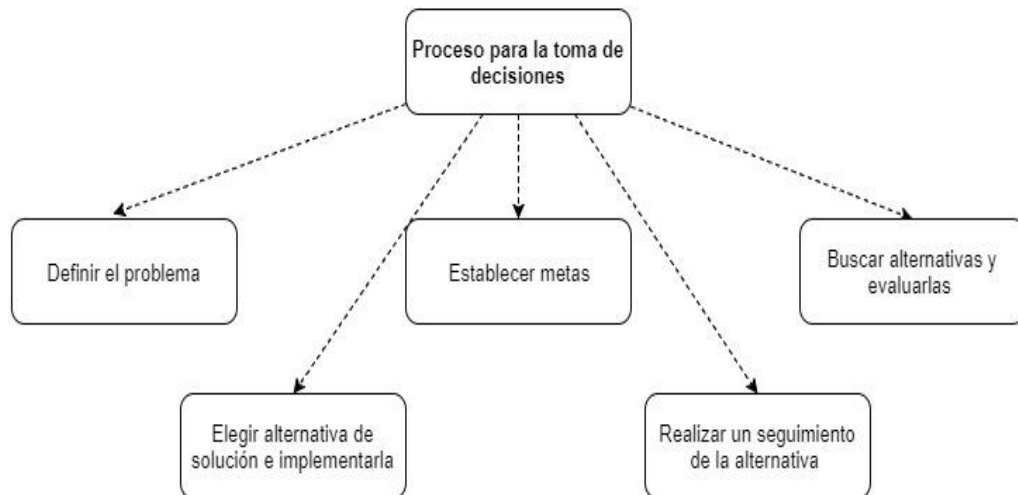 Proceso para la toma de
decisiones
Definir el problema
Establecer metas
Buscar alternativas y
evaluarlas
Elegir alternativa de
solución e implementarla
Realizar un seguimiento
de la alternativa